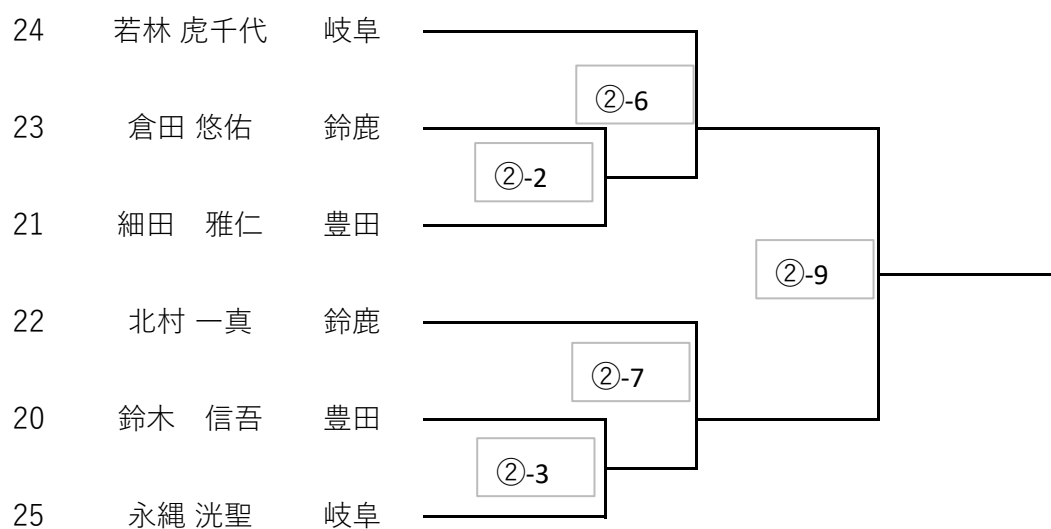 24 若林 虎千代 岐阜
②-6
23 倉田 悠佑 鈴鹿
②-2
21 細田　雅仁 豊田
②-9
22 北村 一真 鈴鹿
②-7
20 鈴木　信吾 豊田
②-3
25 永縄 洸聖 岐阜